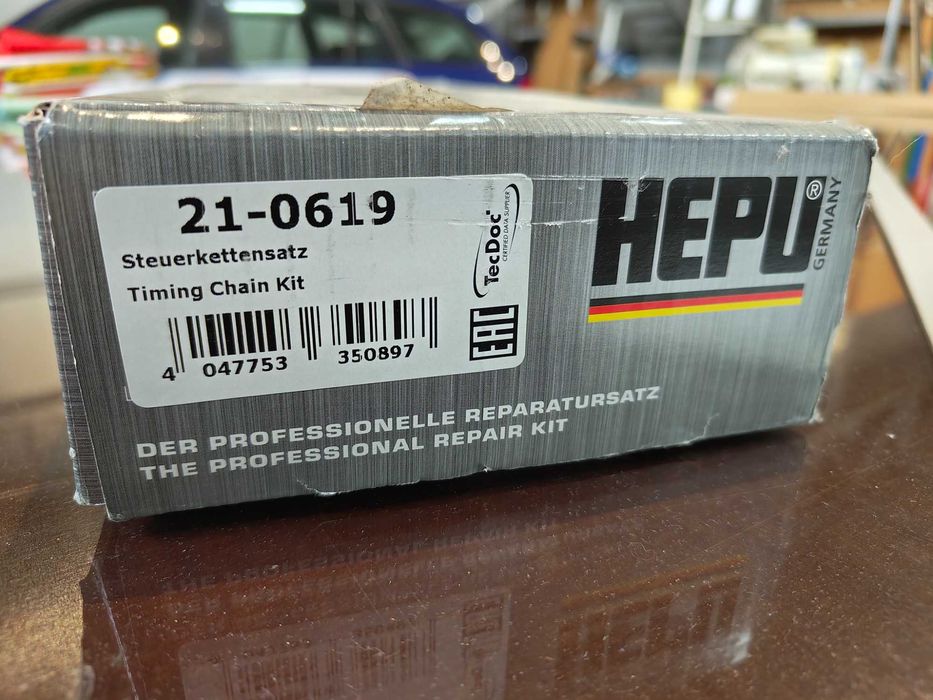 21-0619
Steuerkettensatz
Timing Chain Kit
4 047753 350897
TecDoc
CERTIFIED DATA SUPPLIER
EAC
HEPU®
GERMANY
DER PROFESSIONELLE REPARATURSATZ
THE PROFESSIONAL REPAIR KIT